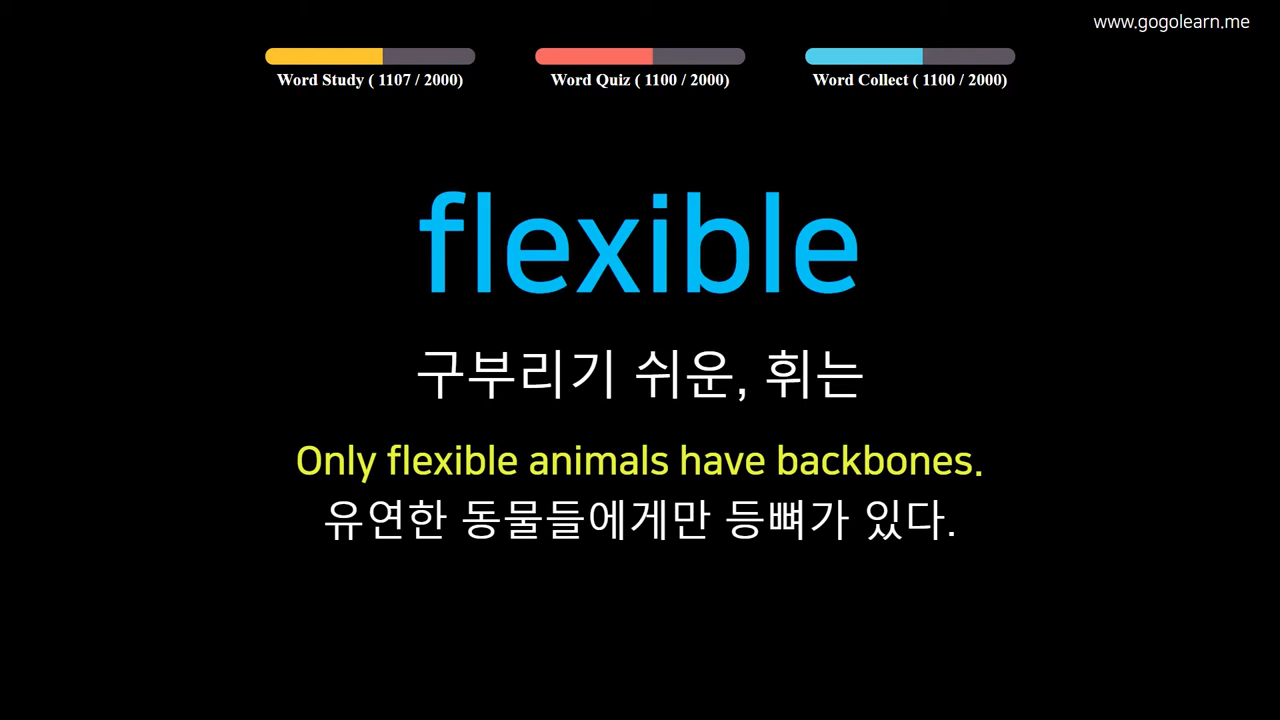 www.gogolearn.me
Word Study ( 1107 / 2000)
Word Quiz ( 1100 / 2000)
Word Collect ( 1100 / 2000)
flexible
구부리기 쉬운, 휘는
Only flexible animals have backbones.
유연한 동물들에게만 등뼈가 있다.